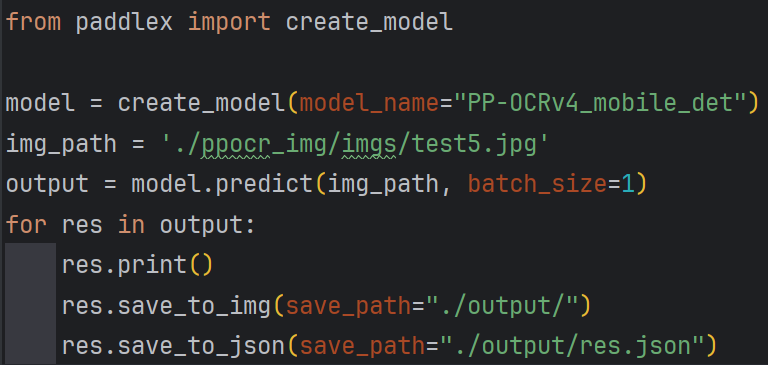 from paddlex import create_model
model = create_model(model_name="PP-OCRv4_mobile_det")
img_path = './ppocr_img/imgs/test5.jpg'
output = model.predict(img_path, batch_size=1)
for res in output:
    res.print()
    res.save_to_img(save_path="./output/")
    res.save_to_json(save_path="./output/res.json")